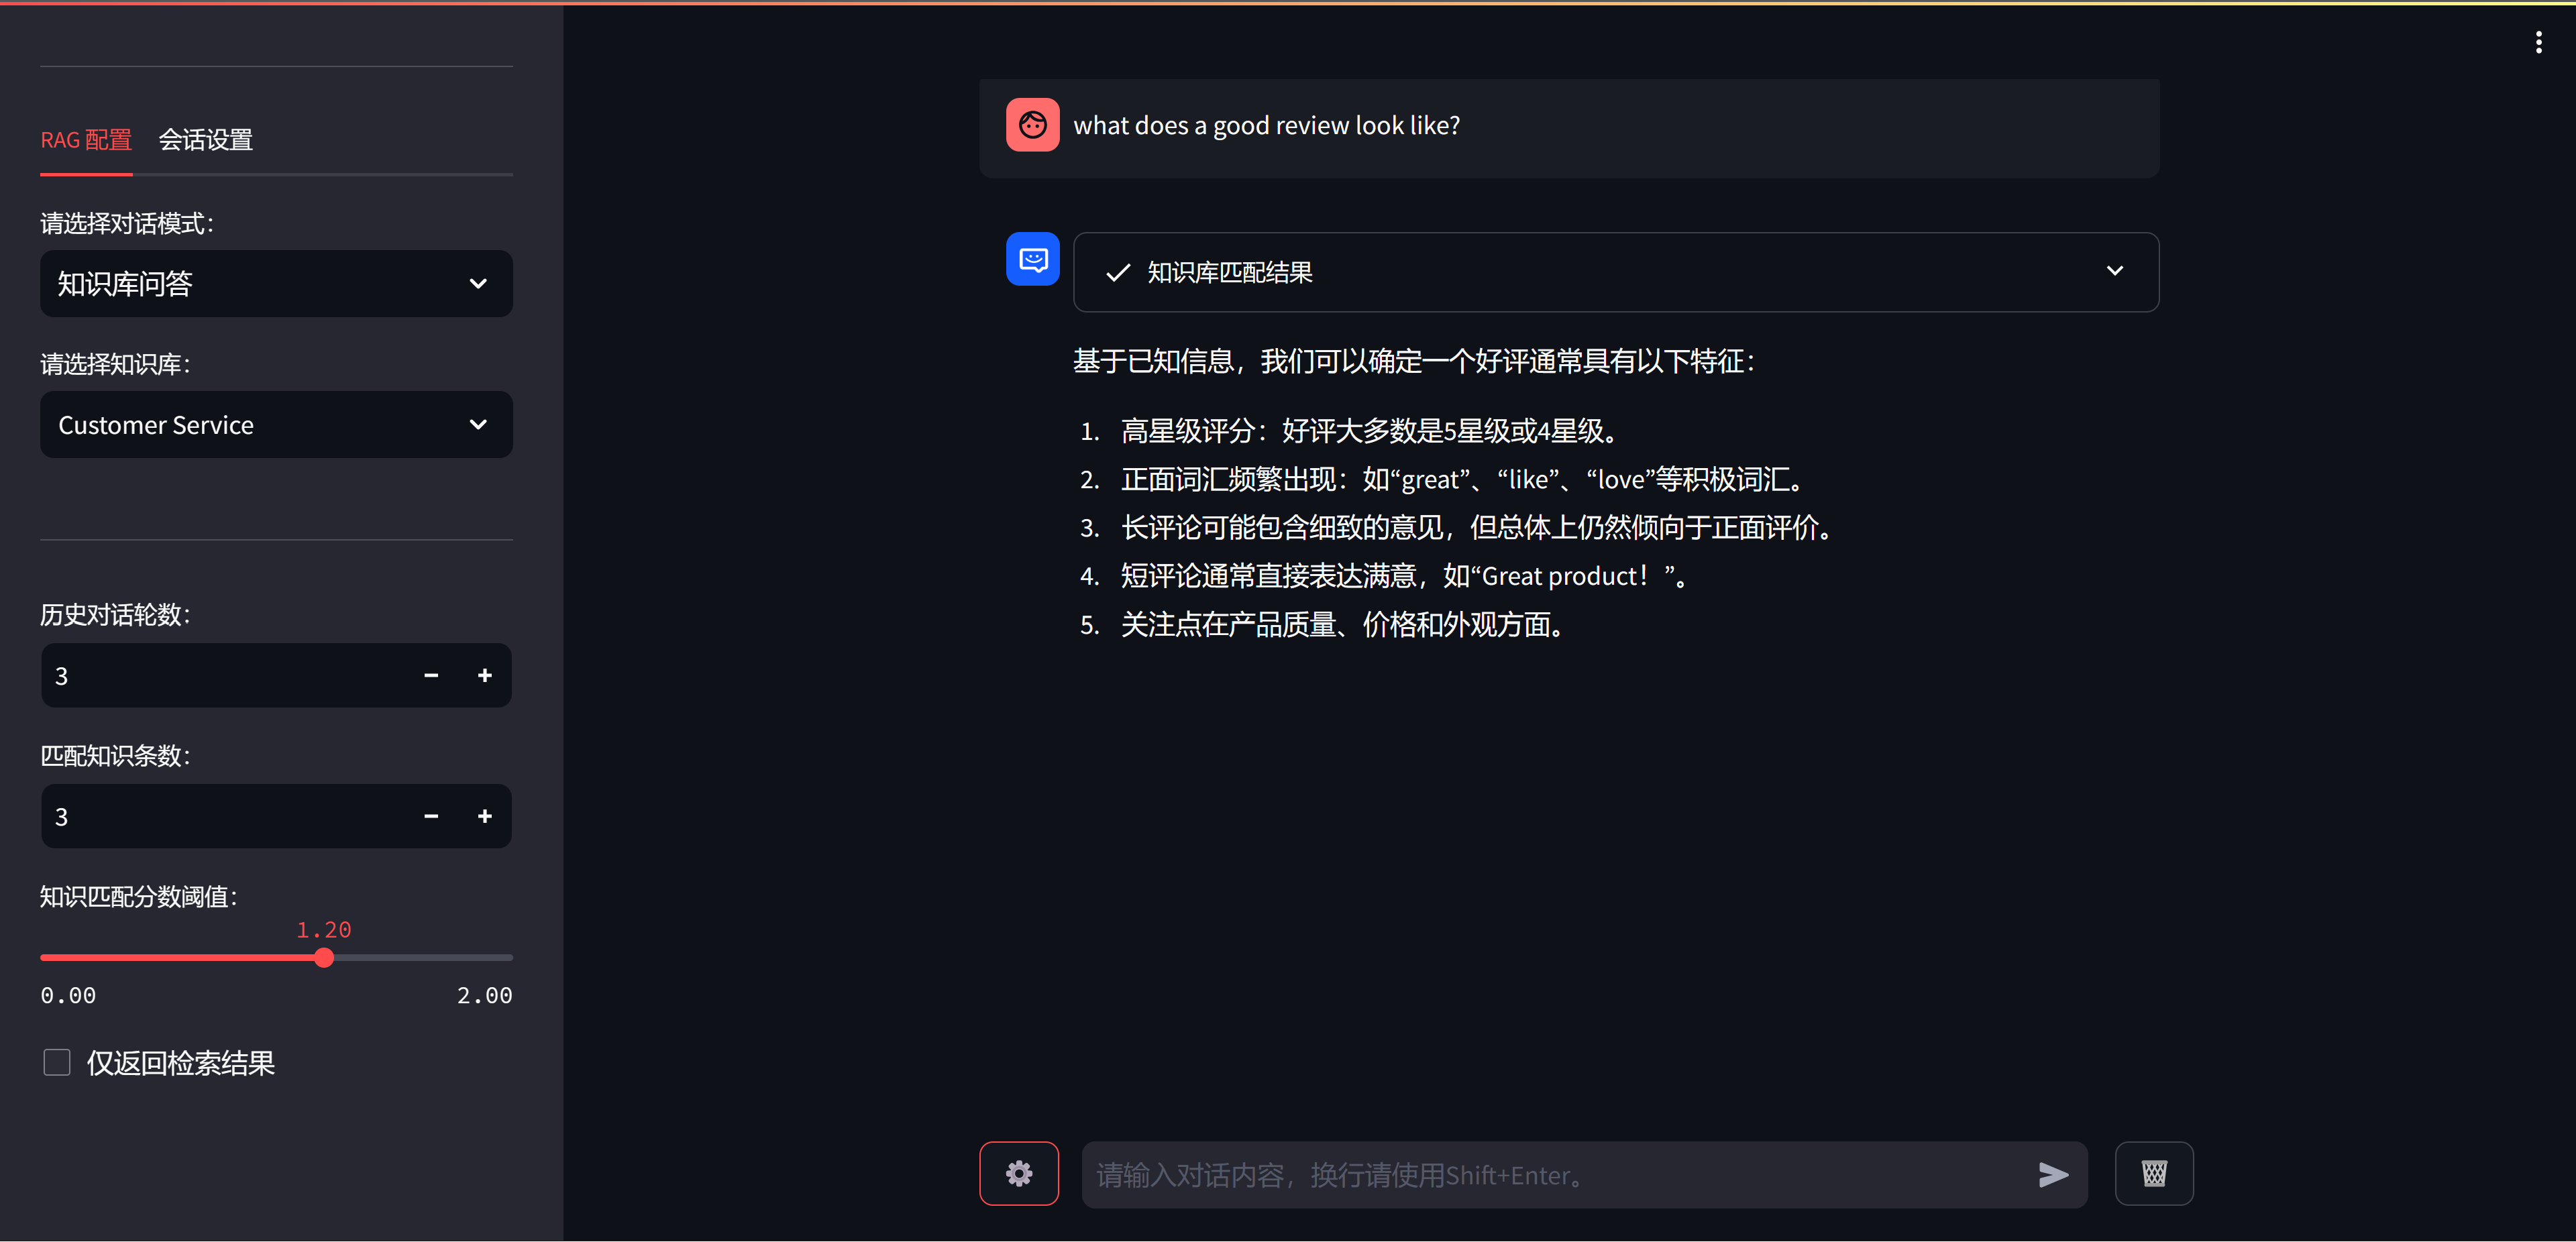 RAG 配置
会话设置
请选择对话模式：
知识库问答
请选择知识库：
Customer Service
历史对话轮数：
3
匹配知识条数：
3
知识匹配分数阈值：
1.20
0.00
2.00
仅返回检索结果
what does a good review look like?
知识库匹配结果
基于已知信息，我们可以确定一个好评通常具有以下特征：
1. 高星级评分：好评大多数是5星级或4星级。
2. 正面词汇频繁出现：如“great”、“like”、“love”等积极词汇。
3. 长评论可能包含细致的意见，但总体上仍然倾向于正面评价。
4. 短评论通常直接表达满意，如“Great product！”。
5. 关注点在产品质量、价格和外观方面。
请输入对话内容，换行请使用Shift+Enter。